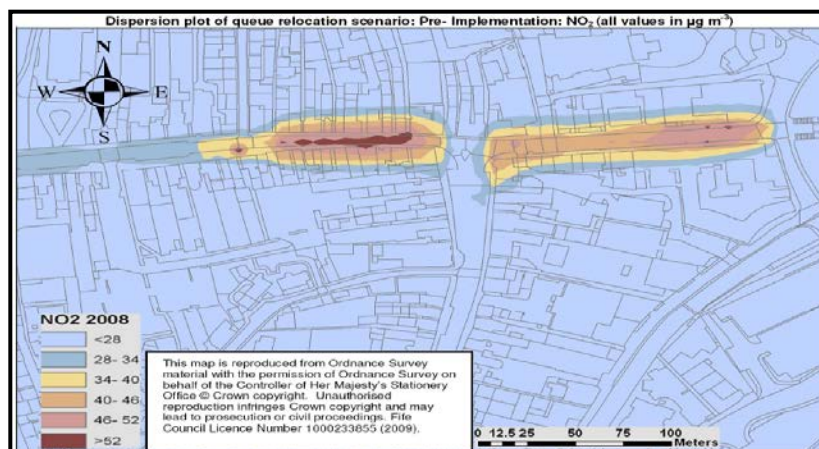 Dispersion plot of queue relocation scenario: Pre- Implementation: NO₂ (all values in µg m⁻³)
N
W E
S
NO2 2008
<28
28- 34
34- 40
40- 46
46- 52
>52
This map is reproduced from Ordnance Survey
material with the permission of Ordnance Survey on
behalf of the Controller of Her Majesty's Stationery
Office © Crown copyright. Unauthorised
reproduction infringes Crown copyright and may
lead to prosecution or civil proceedings. Fife
Council Licence Number 1000233855 (2009).
0 12.5 25 50 75 100
Meters